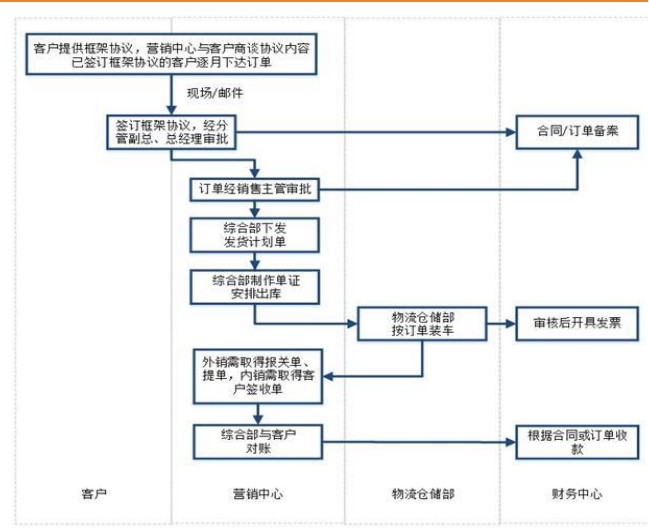 客户提供框架协议，营销中心与客户商谈协议内容
已签订框架协议的客户逐月下达订单
现场/邮件
签订框架协议，经分
管副总、总经理审批
合同/订单备案
订单经销售主管审批
综合部下发
发货计划单
综合部制作单证
安排出库
物流仓储部
按订单装车
审核后开具发票
外销需取得报关单、
提单，内销需取得客
户签收单
综合部与客户
对账
根据合同或订单收
款
客户
营销中心
物流仓储部
财务中心